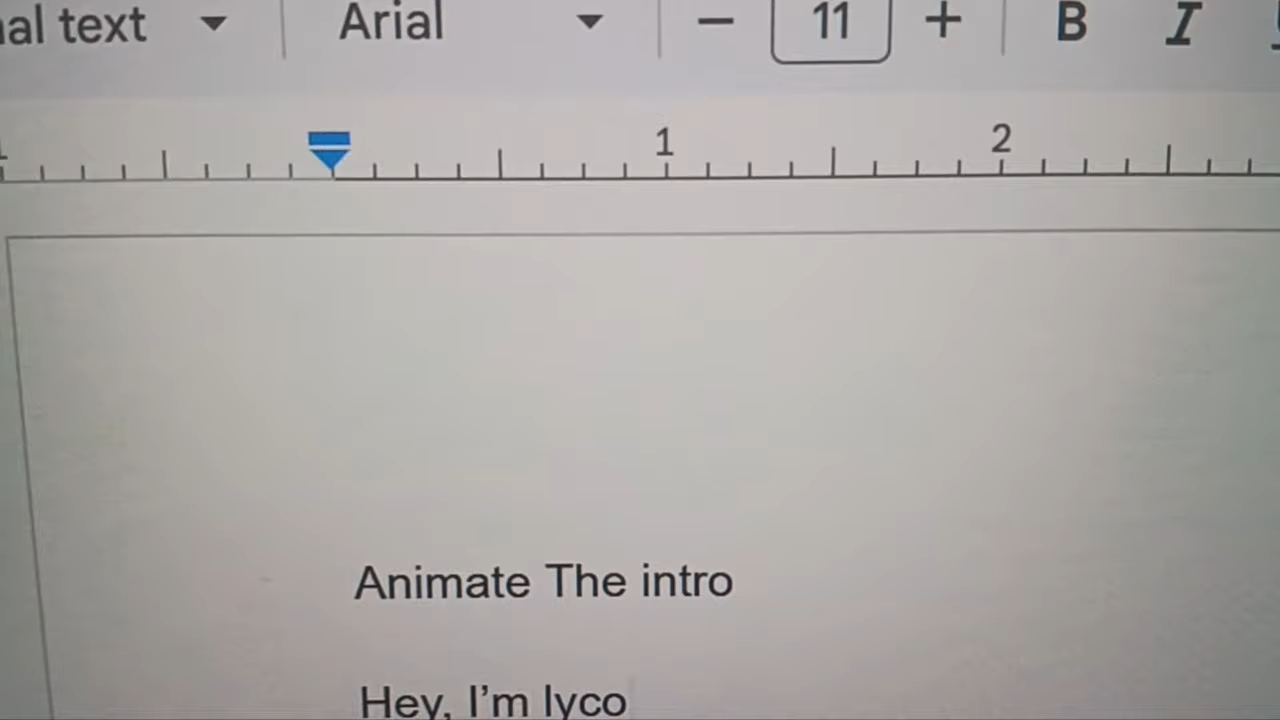 al text Arial − 11 + B I
1 2
Animate The intro
Hey, I'm lyco